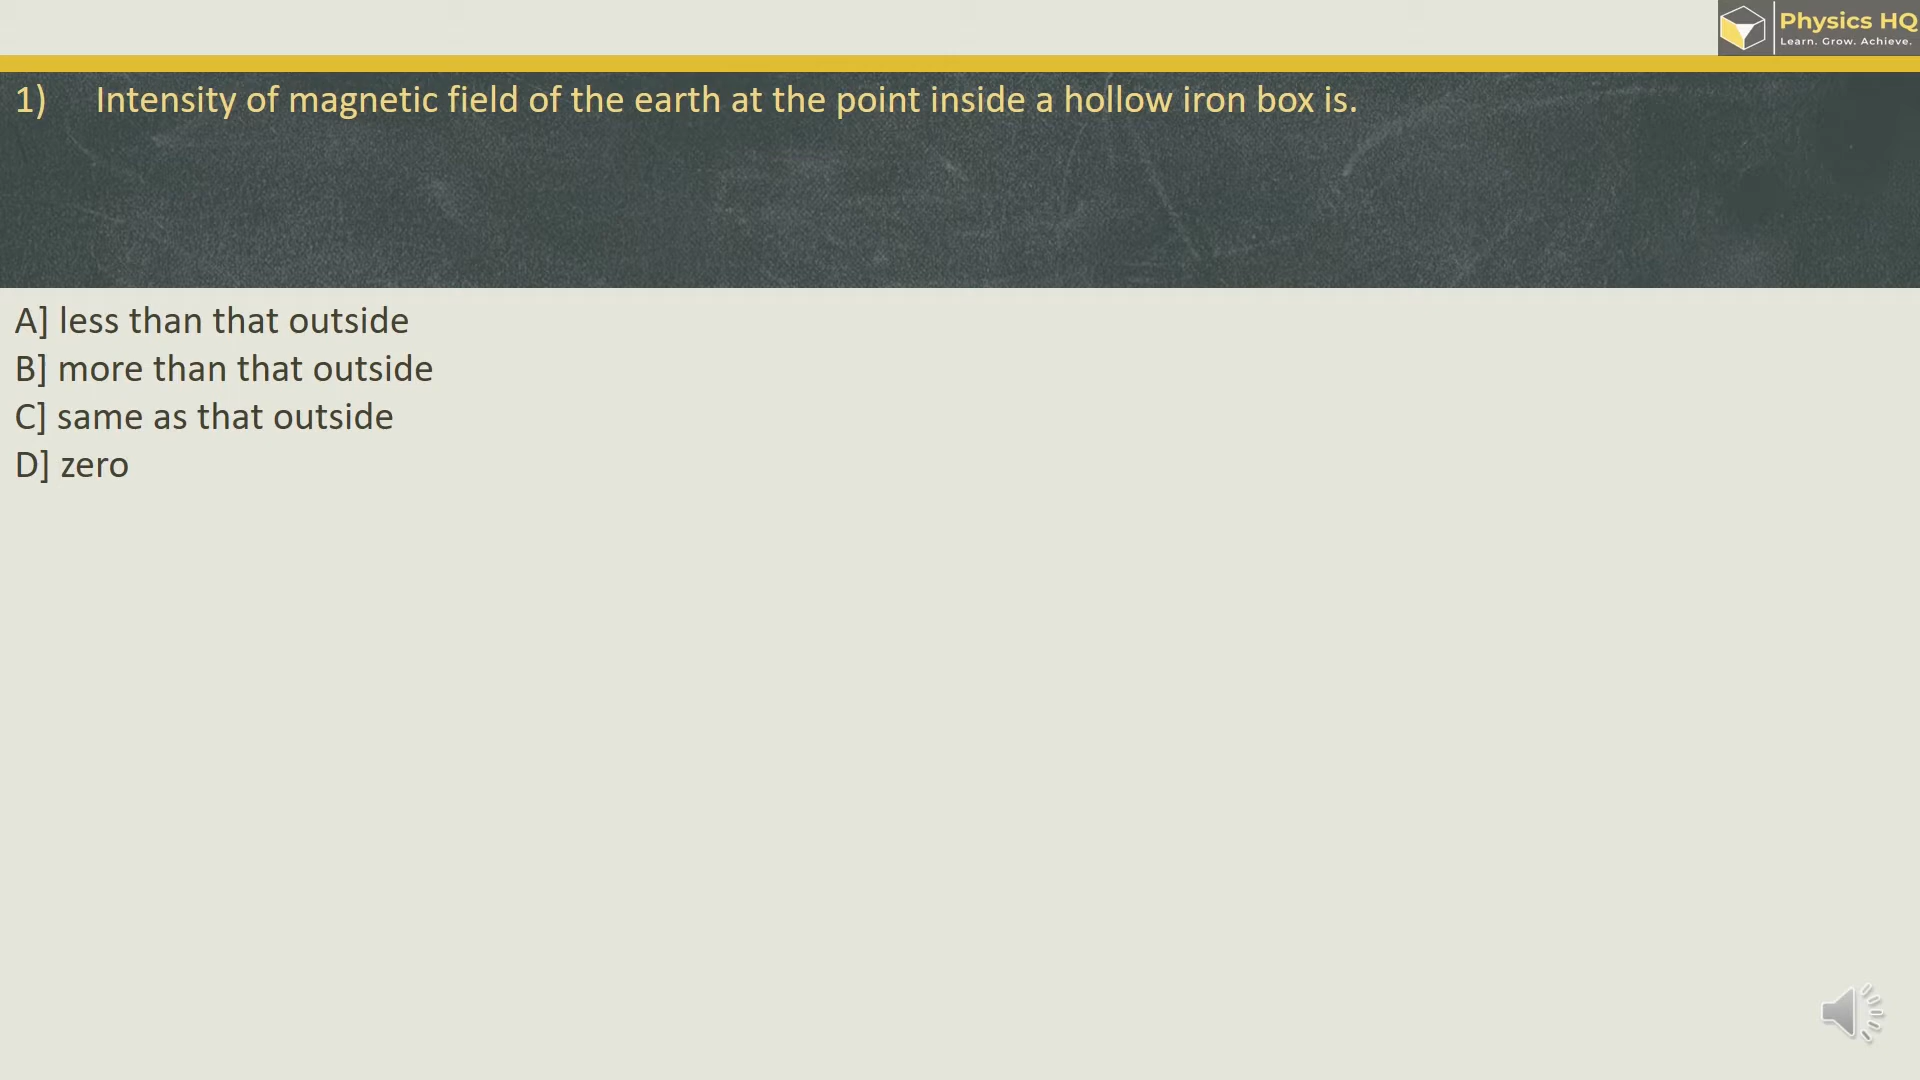 Physics HQ
Learn. Grow. Achieve.
1) Intensity of magnetic field of the earth at the point inside a hollow iron box is.
A] less than that outside
B] more than that outside
C] same as that outside
D] zero